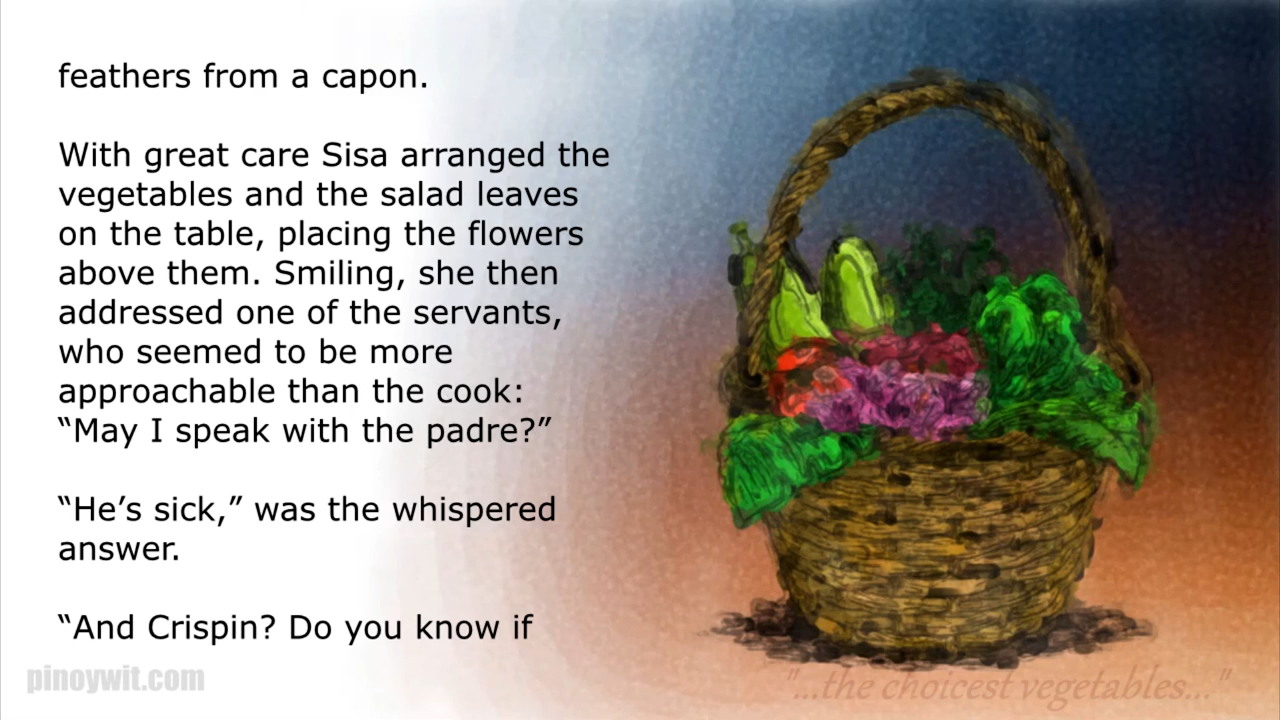 feathers from a capon.
With great care Sisa arranged the
vegetables and the salad leaves
on the table, placing the flowers
above them. Smiling, she then
addressed one of the servants,
who seemed to be more
approachable than the cook:
“May I speak with the padre?”
“He’s sick,” was the whispered
answer.
“And Crispin? Do you know if
pinoywit.com
"...the choicest vegetables..."